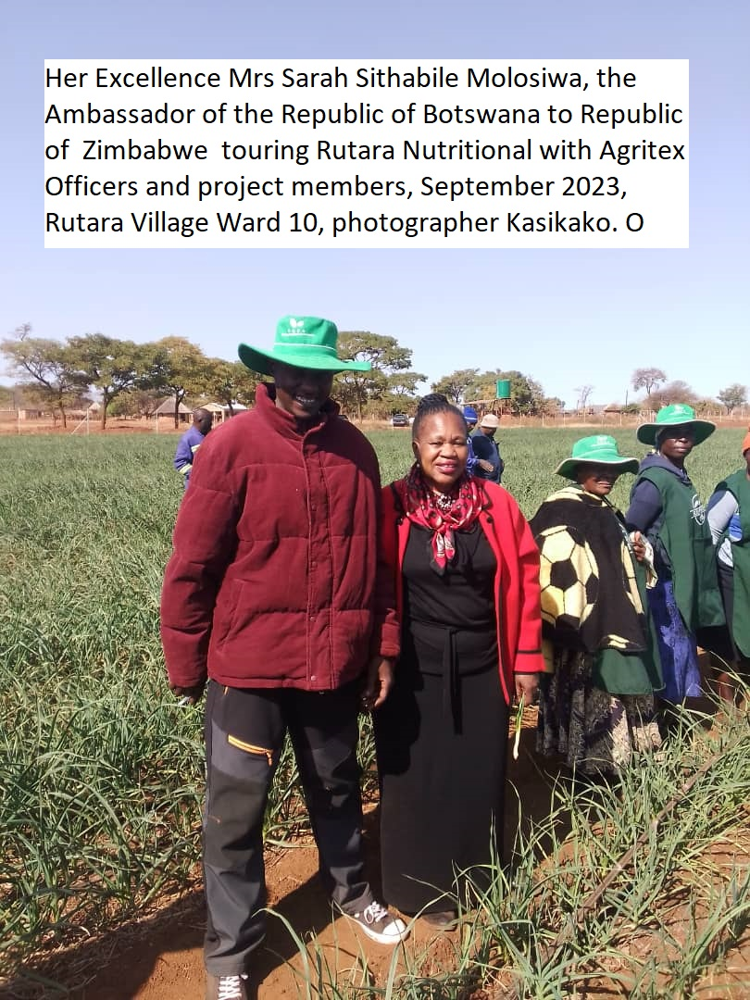 Her Excellence Mrs Sarah Sithabile Molosiwa, the
Ambassador of the Republic of Botswana to Republic
of  Zimbabwe  touring Rutara Nutritional with Agritex
Officers and project members, September 2023,
Rutara Village Ward 10, photographer Kasikako. O